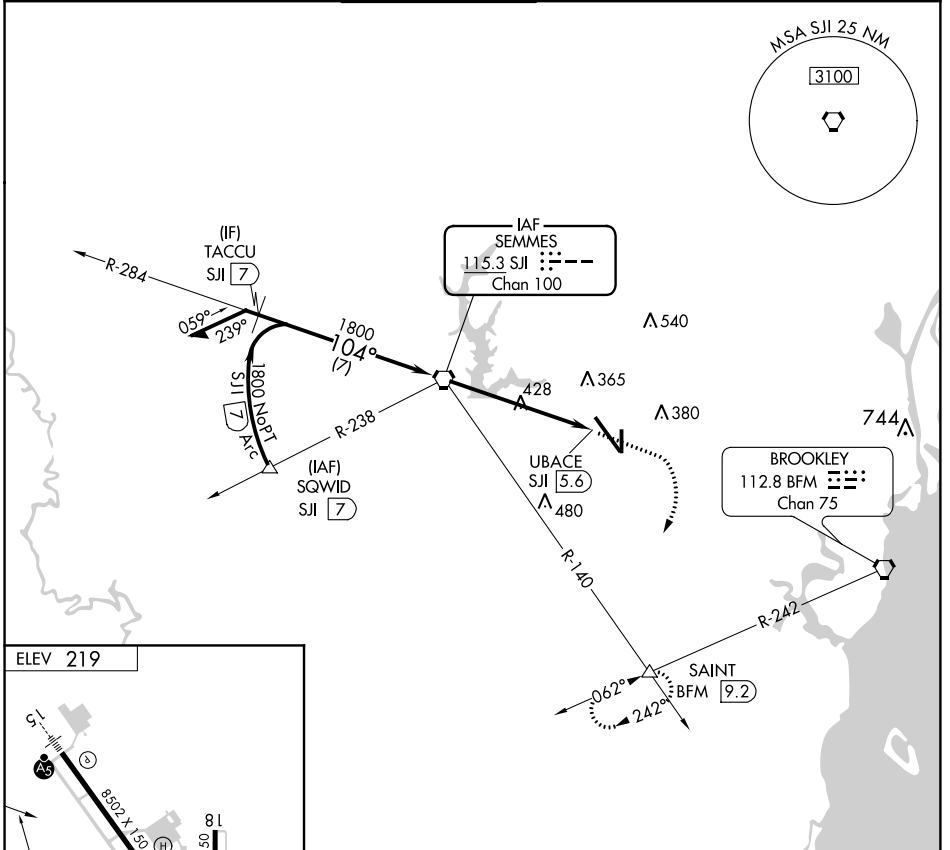 MSA SJI 25 NM
3100
(IF)
TACCU
SJI 7
R-284
059°
239°
1800
104°
(7)
IAF
SEMMES
115.3 SJI
Chan 100
540
365
428
380
744
1800 NoPT
SJI 7 Arc
R-238
(IAF)
SQWID
SJI 7
UBACE
SJI 5.6
480
BROOKLEY
112.8 BFM
Chan 75
R-140
R-242
SAINT
BFM 9.2
062°
242°
ELEV 219
15
A5
P
8502 X 150
H
18
50